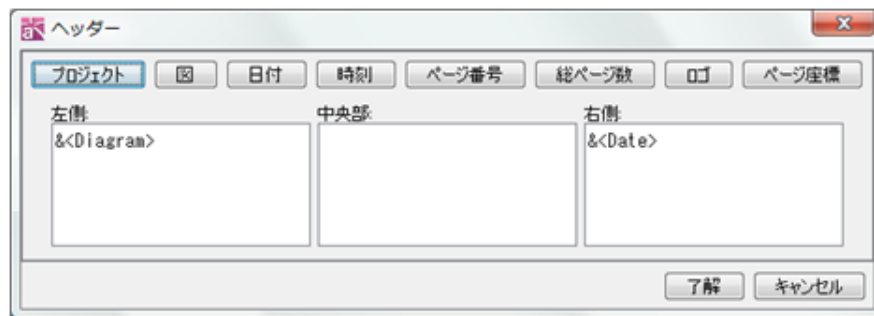 ヘッダー
プロジェクト 図 日付 時刻 ページ番号 総ページ数 ロゴ ページ座標
左側: 中央部: 右側:
&<Diagram> &<Date>
了解 キャンセル